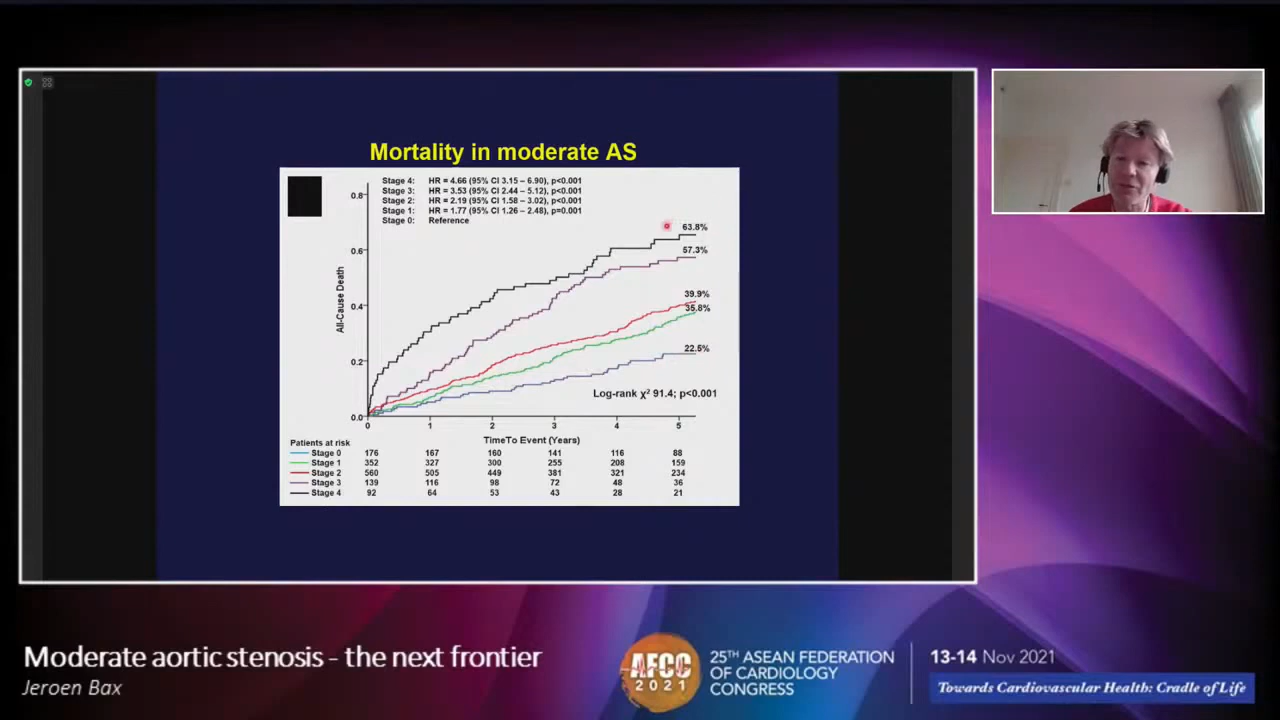 Mortality in moderate AS
Stage 4: HR = 4.66 (95% CI 3.15 – 6.90), p<0.001
Stage 3: HR = 3.53 (95% CI 2.44 – 5.12), p<0.001
Stage 2: HR = 2.19 (95% CI 1.58 – 3.02), p<0.001
Stage 1: HR = 1.77 (95% CI 1.26 – 2.48), p=0.001
Stage 0: Reference
All-Cause Death
0.8
0.6
0.4
0.2
0.0
63.8%
57.3%
39.9%
35.8%
22.5%
Log-rank χ² 91.4; p<0.001
0 1 2 3 4 5
TimeTo Event (Years)
Patients at risk
Stage 0 176 167 160 141 116 88
Stage 1 352 327 300 255 208 159
Stage 2 560 505 449 381 321 234
Stage 3 139 116 98 72 48 36
Stage 4 92 64 53 43 28 21
Moderate aortic stenosis - the next frontier
Jeroen Bax
AFCC
2021
25TH ASEAN FEDERATION
OF CARDIOLOGY
CONGRESS
13-14 Nov 2021
Towards Cardiovascular Health: Cradle of Life